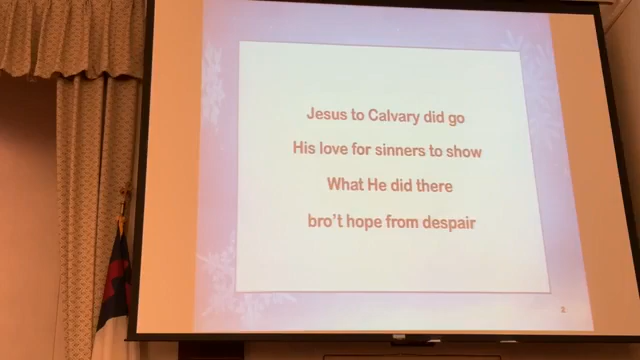 Jesus to Calvary did go
His love for sinners to show
What He did there
bro't hope from despair
2